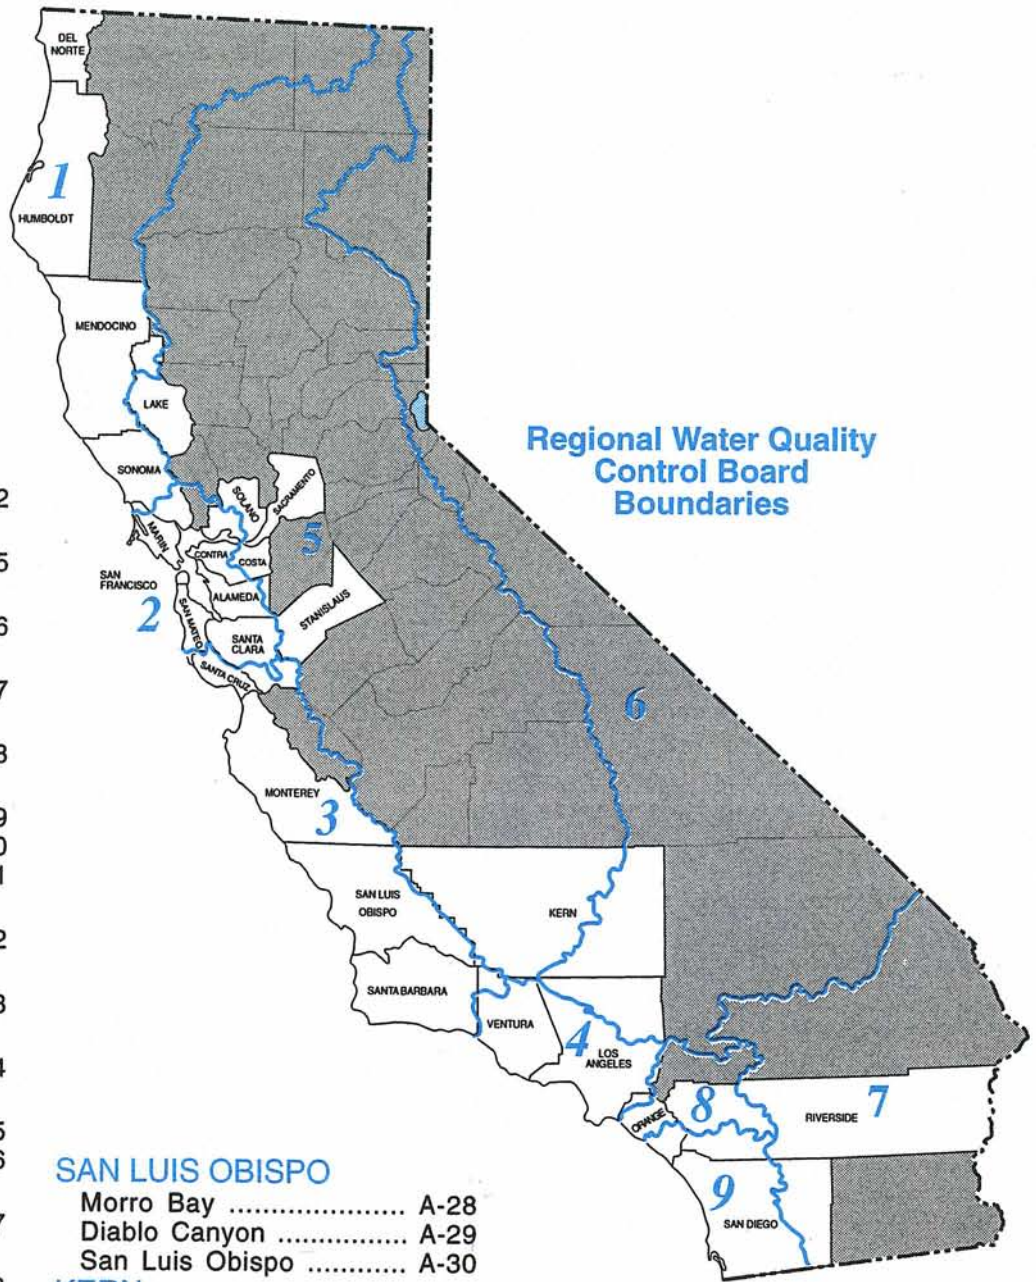 DEL
NORTE
1
HUMBOLDT
MENDOCINO
LAKE
Regional Water Quality
Control Board
Boundaries
SONOMA
SOLANO
SACRAMENTO
2
MARIN
5
CONTRA
COSTA
5
SAN
FRANCISCO
ALAMEDA
STANISLAUS
2
SAN MATEO
SANTA
CLARA
6
SANTA CRUZ
7
6
3
MONTEREY
3
9
0
1
SAN LUIS
OBISPO
KERN
2
SANTA BARBARA
3
VENTURA
4
LOS
ANGELES
4
8
7
ORANGE
RIVERSIDE
5
6
SAN LUIS OBISPO
9
Morro Bay .................... A-28
SAN DIEGO
7
Diablo Canyon .............. A-29
San Luis Obispo ........... A-30